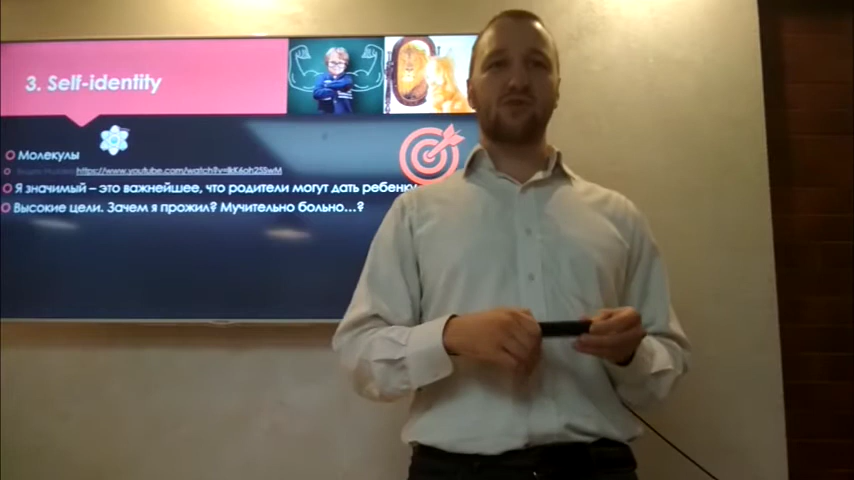 3. Self-identity
Молекулы
https://www.youtube.com/watch?v=
Я значимый – это важнейшее, что родители могут дать ребенку
Высокие цели. Зачем я прожил? Мучительно больно...?